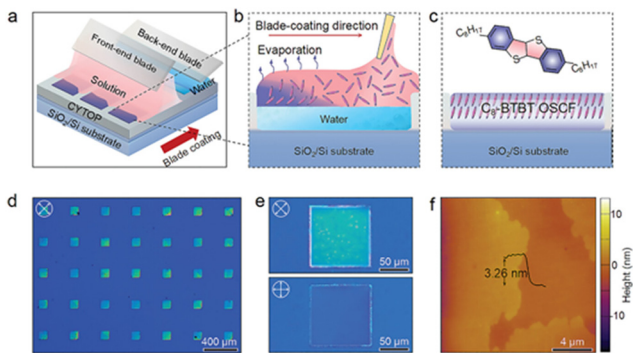 a
Back-end blade
Front-end blade
Solution
Water
CYTOP
SiO₂/Si substrate
Blade coating
b
Blade-coating direction
Evaporation
Water
SiO₂/Si substrate
c
C₈H₁₇
S
S
C₈H₁₇
C₈-BTBT OSCF
SiO₂/Si substrate
d
400 μm
e
50 μm
50 μm
f
3.26 nm
4 μm
10
0
-10
Height (nm)